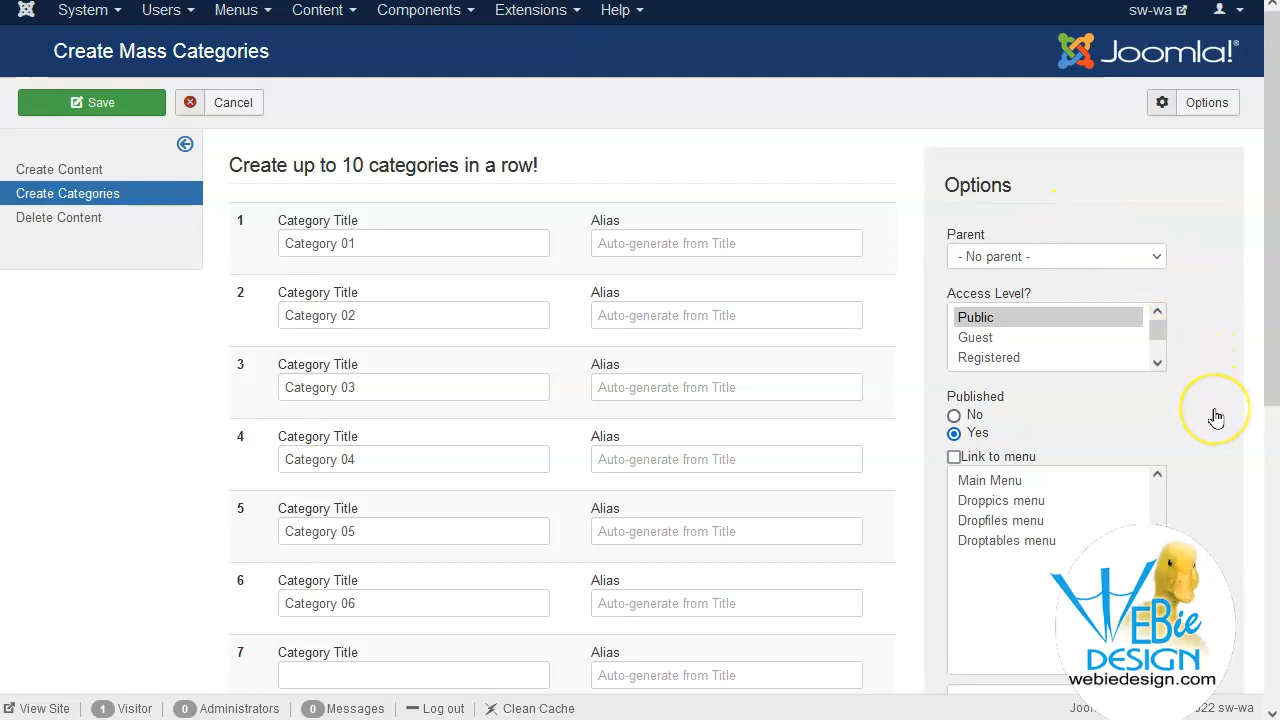 System Users Menus Content Components Extensions Help sw-wa
Create Mass Categories
Joomla!®
Save Cancel Options
Create Content
Create Categories
Delete Content
Create up to 10 categories in a row!
1 Category Title Alias
Category 01 Auto-generate from Title
2 Category Title Alias
Category 02 Auto-generate from Title
3 Category Title Alias
Category 03 Auto-generate from Title
4 Category Title Alias
Category 04 Auto-generate from Title
5 Category Title Alias
Category 05 Auto-generate from Title
6 Category Title Alias
Category 06 Auto-generate from Title
7 Category Title Alias
Auto-generate from Title
Options
Parent
- No parent -
Access Level?
Public
Guest
Registered
Published
No
Yes
Link to menu
Main Menu
Droppics menu
Dropfiles menu
Droptables menu
WEBie
DESIGN
webiedesign.com
View Site 1 Visitor 0 Administrators 0 Messages Log out Clean Cache 022 sw-wa